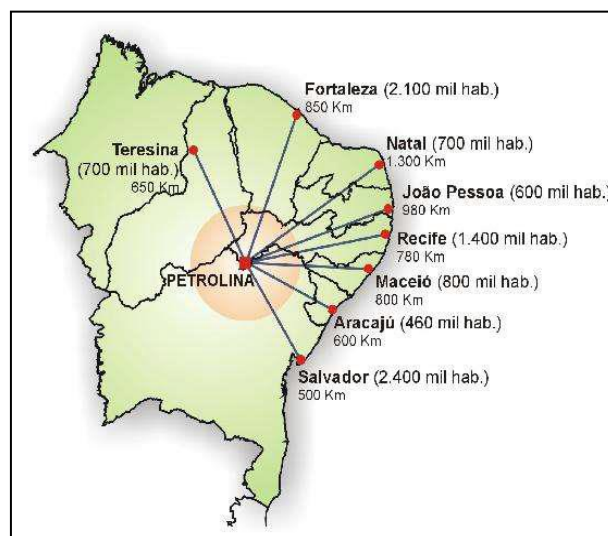 Fortaleza (2.100 mil hab.)
850 Km
Teresina
(700 mil hab.)
650 Km
Natal (700 mil hab.)
1.300 Km
João Pessoa (600 mil hab.)
980 Km
Recife (1.400 mil hab.)
780 Km
PETROLINA
Maceió (800 mil hab.)
800 Km
Aracajú (460 mil hab.)
600 Km
Salvador (2.400 mil hab.)
500 Km